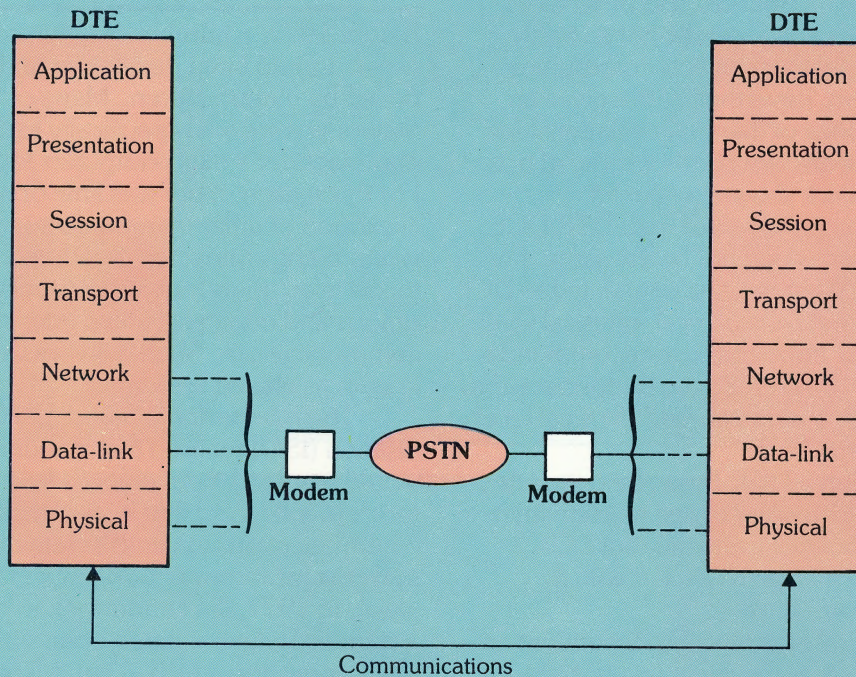 DTE
Application
Presentation
Session
Transport
Network
Data-link
Physical
Modem
PSTN
Modem
DTE
Application
Presentation
Session
Transport
Network
Data-link
Physical
Communications